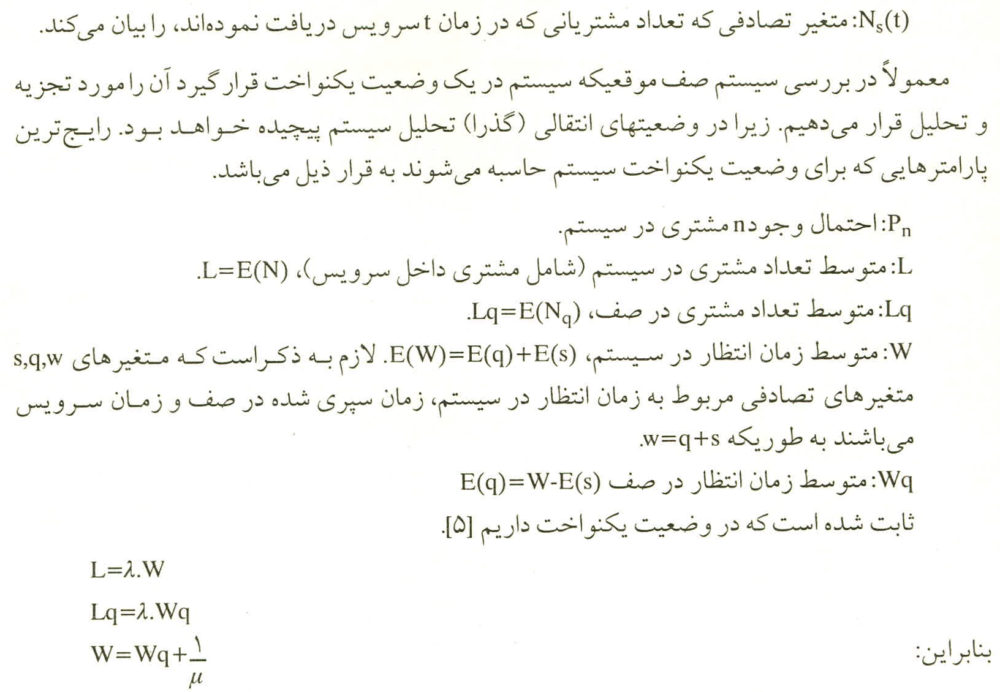 N_s(t): متغیر تصادفی که تعداد مشتریانی که در زمان t سرویس دریافت نموده‌اند، را بیان می‌کند.
معمولاً در بررسی سیستم صف موقعیکه سیستم در یک وضعیت یکنواخت قرار گیرد آن را مورد تجزیه
و تحلیل قرار می‌دهیم. زیرا در وضعیتهای انتقالی (گذرا) تحلیل سیستم پیچیده خواهد بود. رایج‌ترین
پارامترهایی که برای وضعیت یکنواخت سیستم حاسبه می‌شوند به قرار ذیل می‌باشد.
P_n: احتمال وجود n مشتری در سیستم.
L: متوسط تعداد مشتری در سیستم (شامل مشتری داخل سرویس)، L=E(N).
Lq: متوسط تعداد مشتری در صف، Lq=E(N_q).
W: متوسط زمان انتظار در سیستم، E(W)=E(q)+E(s). لازم به ذکر است که متغیرهای s,q,w
متغیرهای تصادفی مربوط به زمان انتظار در سیستم، زمان سپری شده در صف و زمان سرویس
می‌باشند به طوریکه w=q+s.
Wq: متوسط زمان انتظار در صف E(q)=W-E(s)
ثابت شده است که در وضعیت یکنواخت داریم [۵].
L=λ.W
Lq=λ.Wq
بنابراین: W=Wq+۱/μ